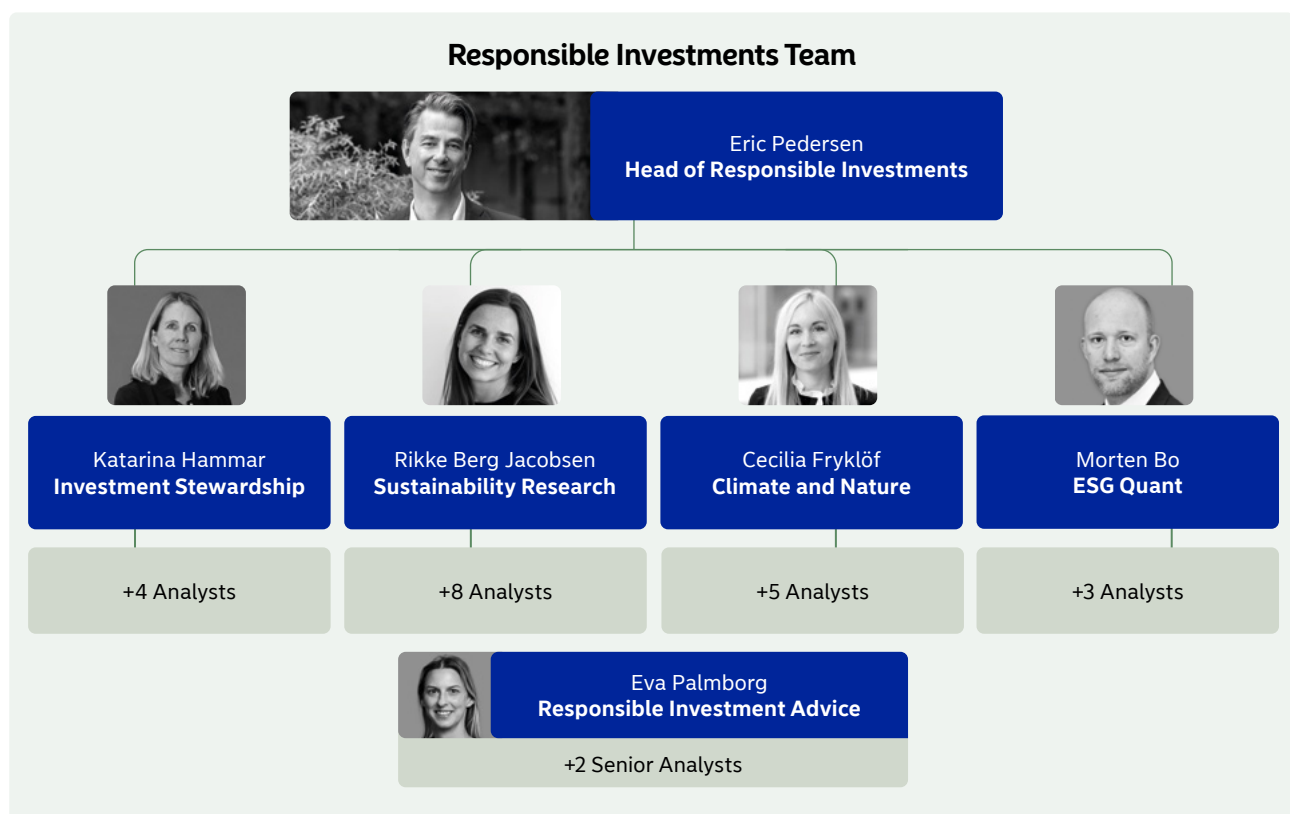 Responsible Investments Team
Eric Pedersen
Head of Responsible Investments
Katarina Hammar
Investment Stewardship
Rikke Berg Jacobsen
Sustainability Research
Cecilia Fryklöf
Climate and Nature
Morten Bo
ESG Quant
+4 Analysts
+8 Analysts
+5 Analysts
+3 Analysts
Eva Palmborg
Responsible Investment Advice
+2 Senior Analysts